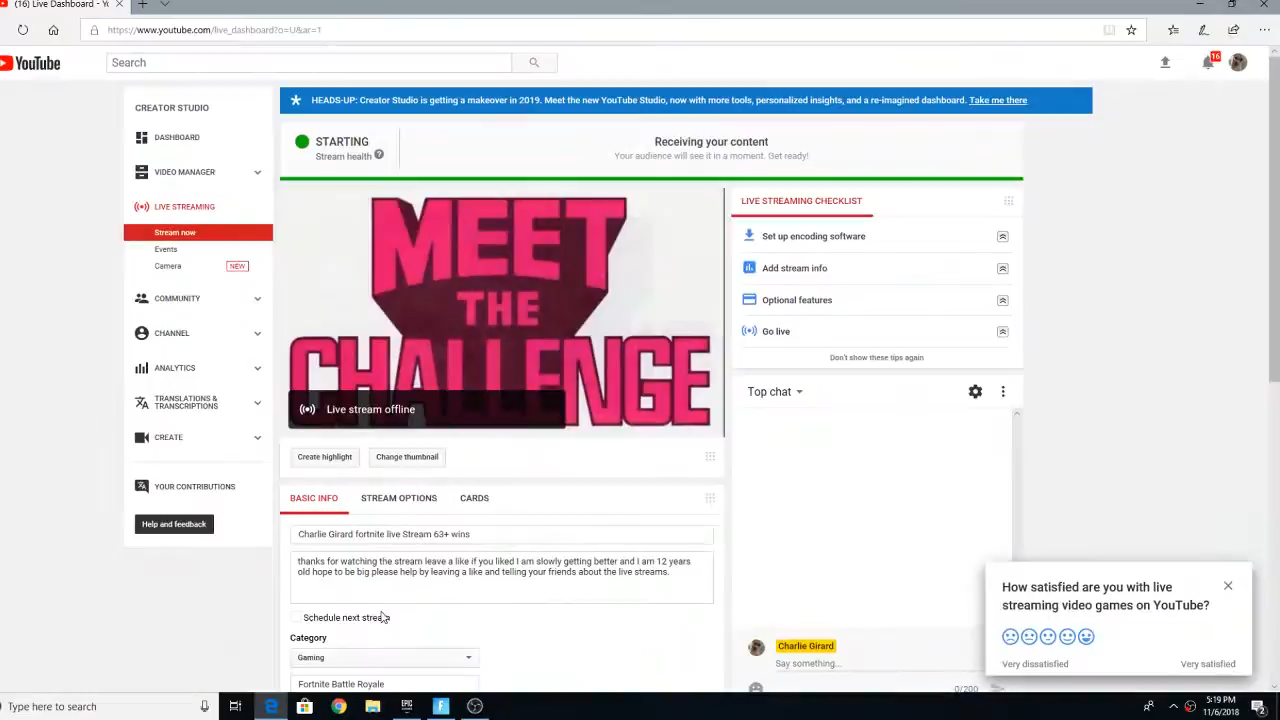 (1) Live Dashboard - Yo
https://www.youtube.com/live_dashboard?o=U&ar=1
YouTube
Search
16
CREATOR STUDIO
DASHBOARD
VIDEO MANAGER
LIVE STREAMING
Stream now
Events
Camera
NEW
COMMUNITY
CHANNEL
ANALYTICS
TRANSLATIONS &
TRANSCRIPTIONS
CREATE
YOUR CONTRIBUTIONS
Help and feedback
HEADS-UP: Creator Studio is getting a makeover in 2019. Meet the new YouTube Studio, now with more tools, personalized insights, and a re-imagined dashboard. Take me there
STARTING
Stream health ?
Receiving your content
Your audience will see it in a moment. Get ready!
MEET
THE
CHALLENGE
Live stream offline
Create highlight
Change thumbnail
BASIC INFO
STREAM OPTIONS
CARDS
Charlie Girard fortnite live Stream 63+ wins
thanks for watching the stream leave a like if you liked I am slowly getting better and I am 12 years
old hope to be big please help by leaving a like and telling your friends about the live streams.
Schedule next stream
Category
Gaming
Fortnite Battle Royale
LIVE STREAMING CHECKLIST
Set up encoding software
Add stream info
Optional features
Go live
Don't show these tips again
Top chat
Charlie Girard
Say something...
0/200
How satisfied are you with live
streaming video games on YouTube?
Very dissatisfied
Very satisfied
Type here to search
EPIC
GAMES
5:19 PM
11/6/2018
2